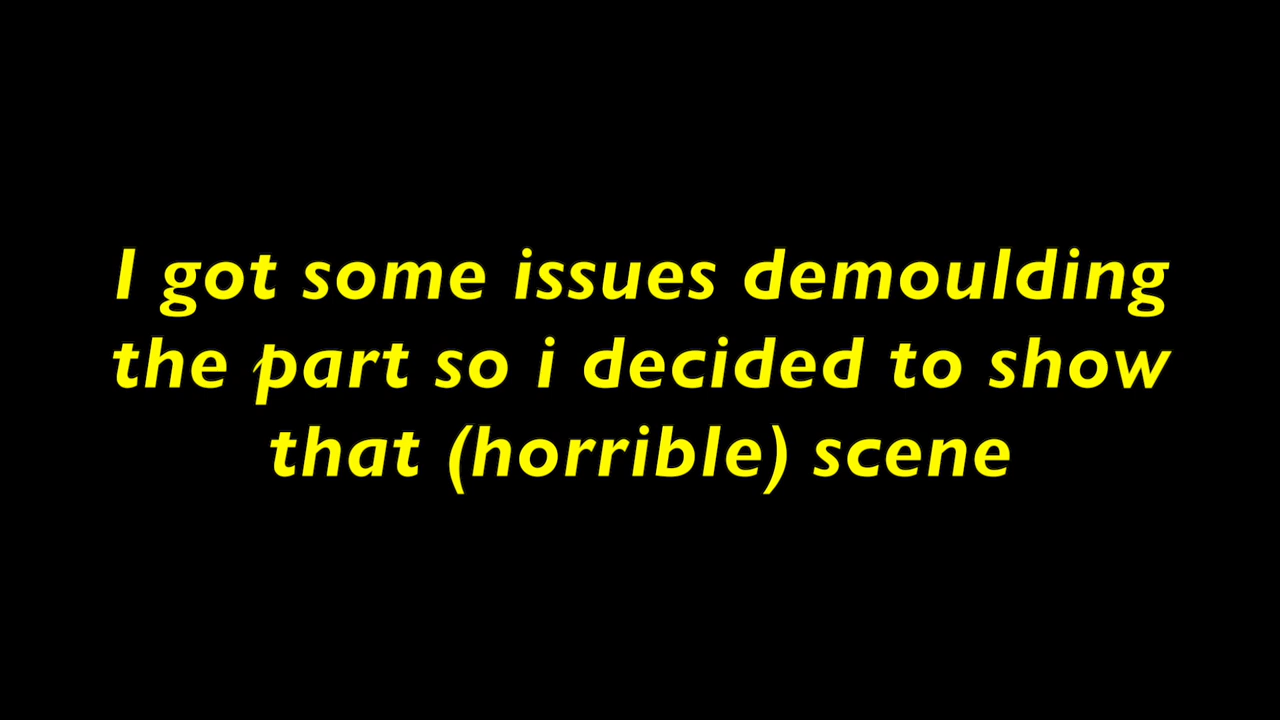 I got some issues demoulding
the part so i decided to show
that (horrible) scene